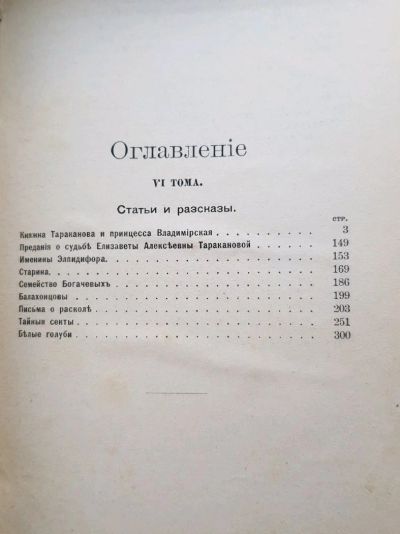 Оглавленіе
VI ТОМА.
Статьи и разсказы.
СТР.
Княжна Тараканова и принцесса Владимірская . . . . . . . . . . 3
Преданія о судьбѣ Елизаветы Алексѣевны Таракановой . . . . . . 149
Именины Элпидифора. . . . . . . . . . . . . . . . . . . . . 153
Старина. . . . . . . . . . . . . . . . . . . . . . . . . . 169
Семейство Богачевыхъ . . . . . . . . . . . . . . . . . . . . 186
Балахонцовы . . . . . . . . . . . . . . . . . . . . . . . . 199
Письма о расколѣ . . . . . . . . . . . . . . . . . . . . . . 203
Тайныя секты . . . . . . . . . . . . . . . . . . . . . . . . 251
Бѣлые голуби . . . . . . . . . . . . . . . . . . . . . . . . 300